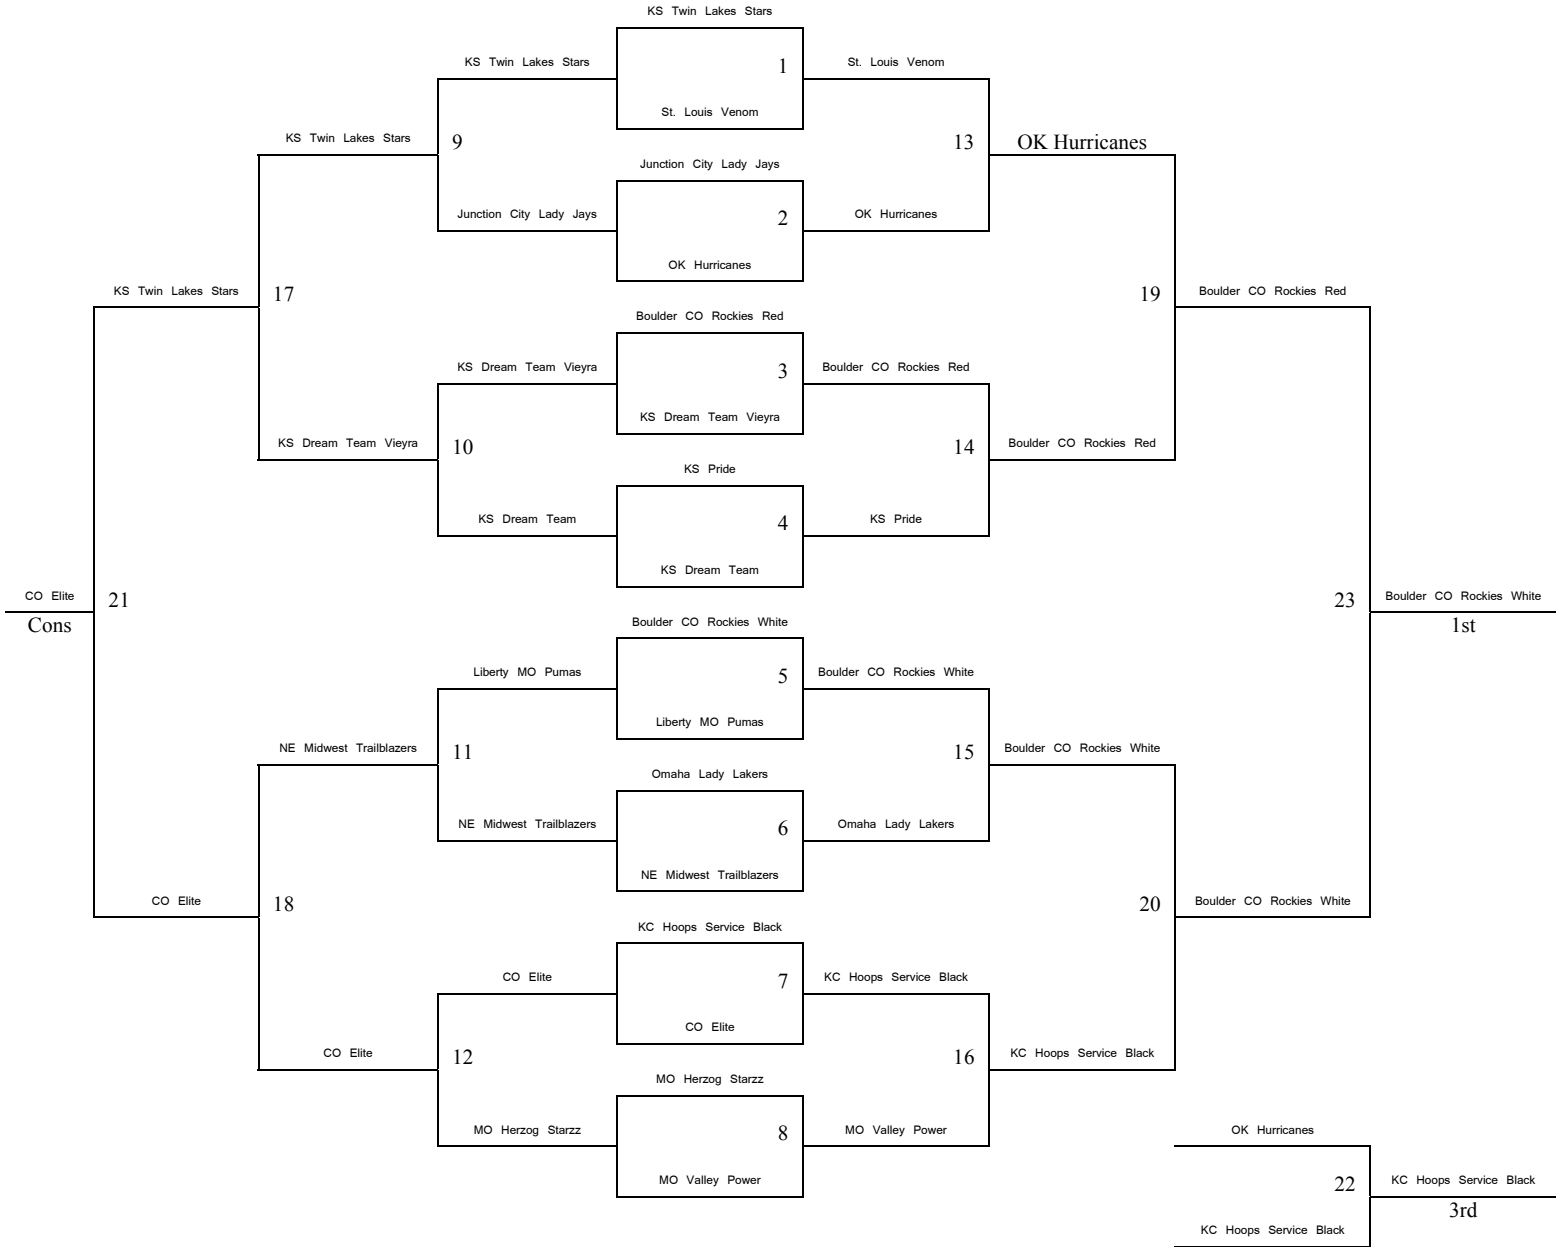 KS Twin Lakes Stars
KS Twin Lakes Stars
1
St. Louis Venom
St. Louis Venom
KS Twin Lakes Stars
9
13
OK Hurricanes
Junction City Lady Jays
Junction City Lady Jays
2
OK Hurricanes
OK Hurricanes
KS Twin Lakes Stars
17
19
Boulder CO Rockies Red
Boulder CO Rockies Red
KS Dream Team Vieyra
3
Boulder CO Rockies Red
KS Dream Team Vieyra
KS Dream Team Vieyra
10
14
Boulder CO Rockies Red
KS Pride
KS Dream Team
4
KS Pride
KS Dream Team
CO Elite
21
23
Boulder CO Rockies White
Cons
1st
Boulder CO Rockies White
Liberty MO Pumas
5
Boulder CO Rockies White
Liberty MO Pumas
NE Midwest Trailblazers
11
15
Boulder CO Rockies White
Omaha Lady Lakers
NE Midwest Trailblazers
6
Omaha Lady Lakers
NE Midwest Trailblazers
CO Elite
18
20
Boulder CO Rockies White
KC Hoops Service Black
CO Elite
7
KC Hoops Service Black
CO Elite
CO Elite
12
16
KC Hoops Service Black
MO Herzog Starzz
MO Herzog Starzz
8
MO Valley Power
OK Hurricanes
MO Valley Power
22
KC Hoops Service Black
3rd
KC Hoops Service Black